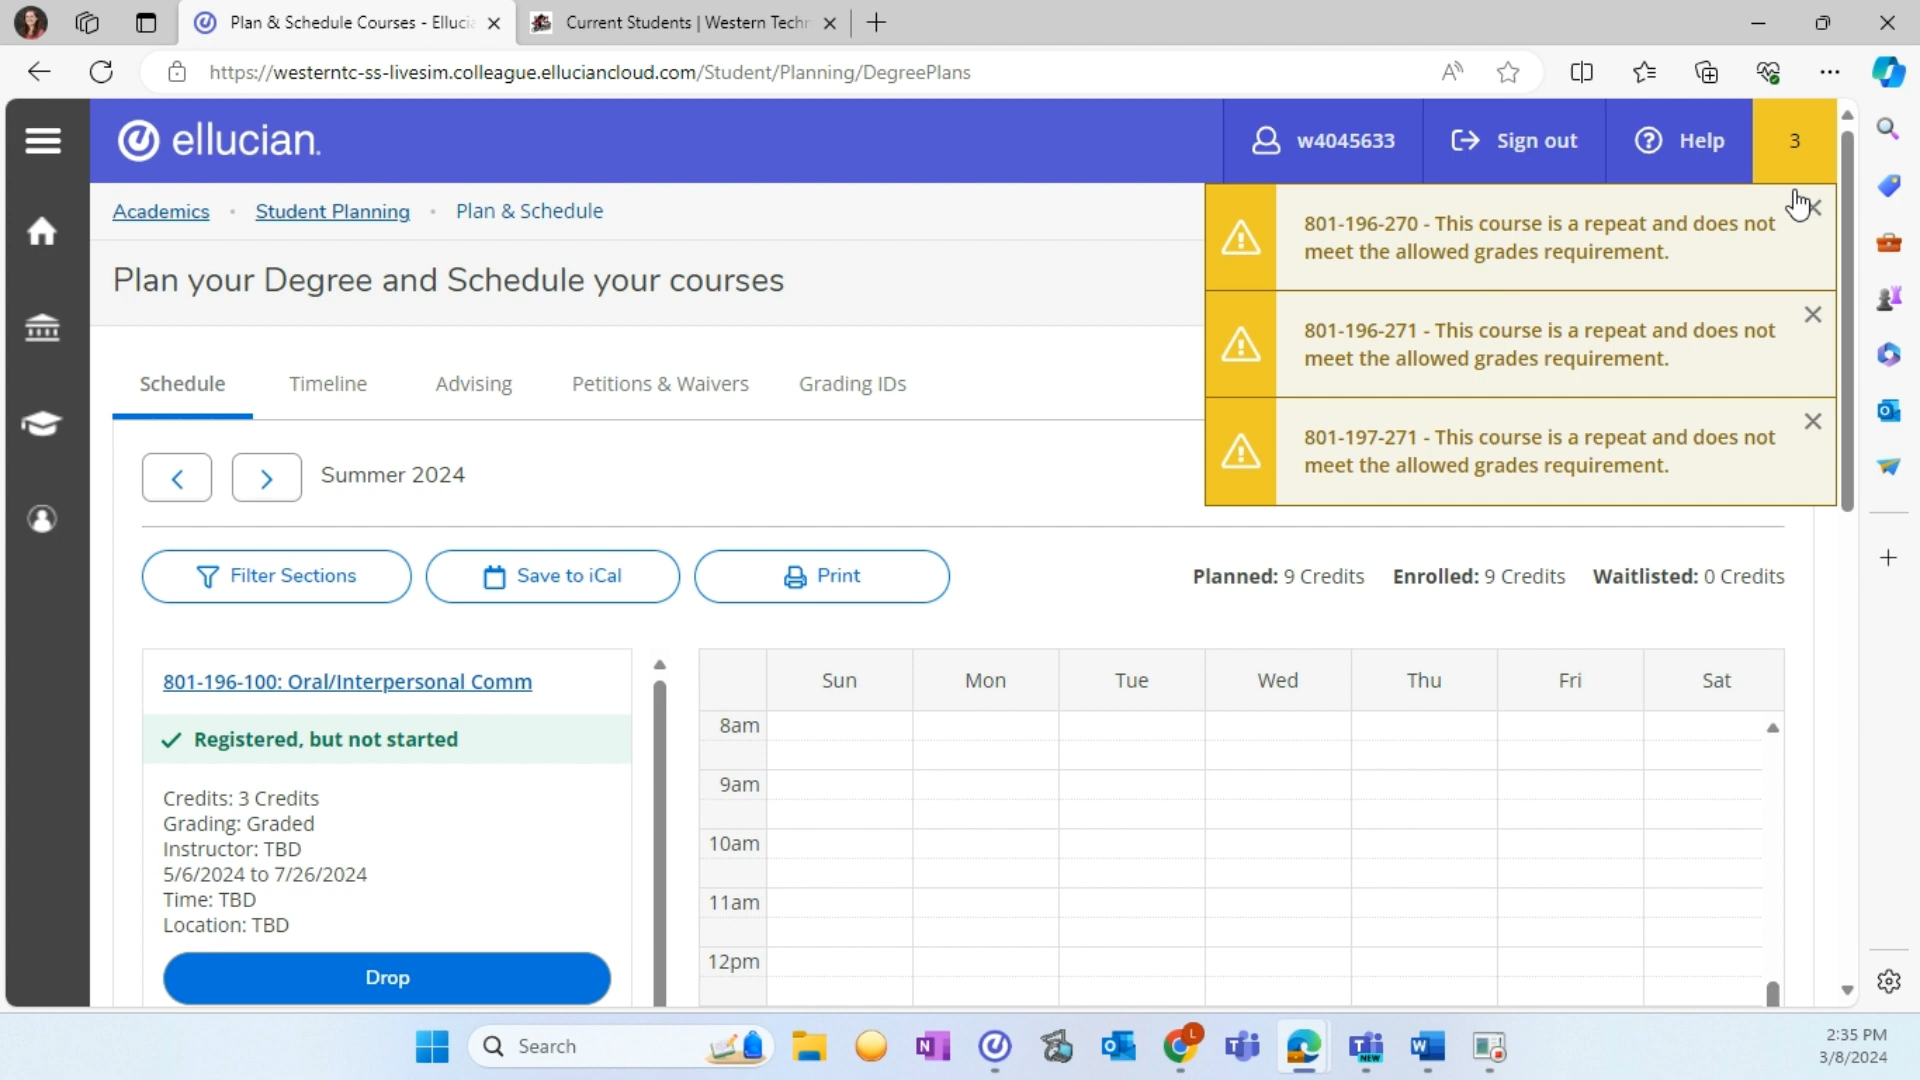 Plan & Schedule Courses - Ellucia
Current Students | Western Techn
https://westerntc-ss-livesim.colleague.elluciancloud.com/Student/Planning/DegreePlans
ellucian.
w4045633
Sign out
Help
3
Academics
Student Planning
Plan & Schedule
801-196-270 - This course is a repeat and does not
meet the allowed grades requirement.
Plan your Degree and Schedule your courses
801-196-271 - This course is a repeat and does not
meet the allowed grades requirement.
Schedule
Timeline
Advising
Petitions & Waivers
Grading IDs
801-197-271 - This course is a repeat and does not
meet the allowed grades requirement.
Summer 2024
Filter Sections
Save to iCal
Print
Planned: 9 Credits
Enrolled: 9 Credits
Waitlisted: 0 Credits
801-196-100: Oral/Interpersonal Comm
Registered, but not started
Credits: 3 Credits
Grading: Graded
Instructor: TBD
5/6/2024 to 7/26/2024
Time: TBD
Location: TBD
Drop
Sun
Mon
Tue
Wed
Thu
Fri
Sat
8am
9am
10am
11am
12pm
Search
L
NEW
2:35 PM
3/8/2024